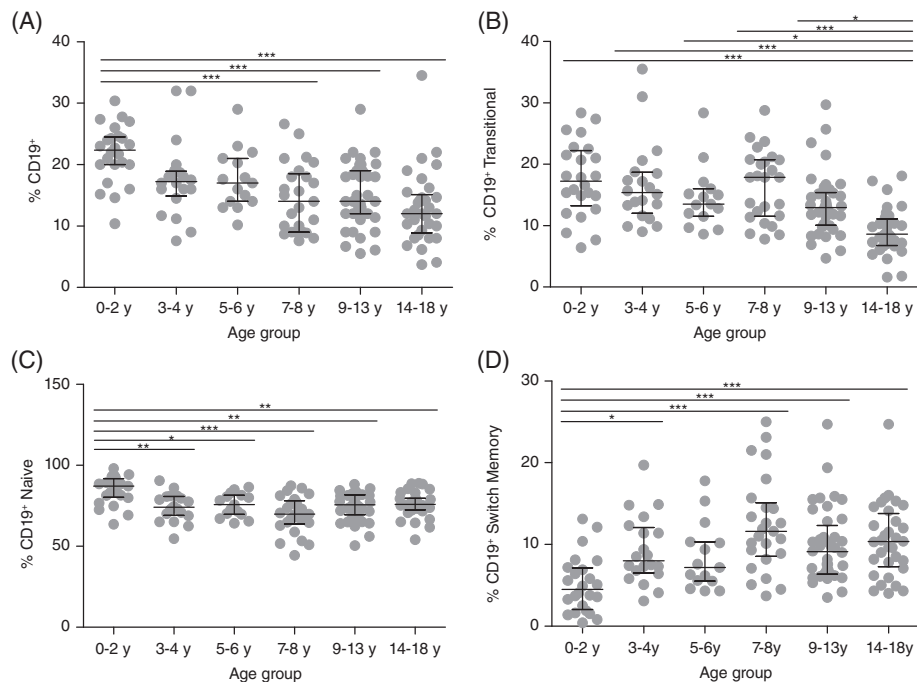 (A)
% CD19+
40
30
20
10
0
***
***
***
0-2 y 3-4 y 5-6 y 7-8 y 9-13 y 14-18 y
Age group
(B)
% CD19+ Transitional
40
30
20
10
0
*
***
*
***
***
0-2 y 3-4 y 5-6 y 7-8 y 9-13 y 14-18 y
Age group
(C)
% CD19+ Naive
150
100
50
0
**
**
***
*
**
0-2 y 3-4 y 5-6 y 7-8 y 9-13 y 14-18 y
Age group
(D)
% CD19+ Switch Memory
30
20
10
0
***
***
***
*
0-2 y 3-4y 5-6 y 7-8y 9-13y 14-18y
Age group